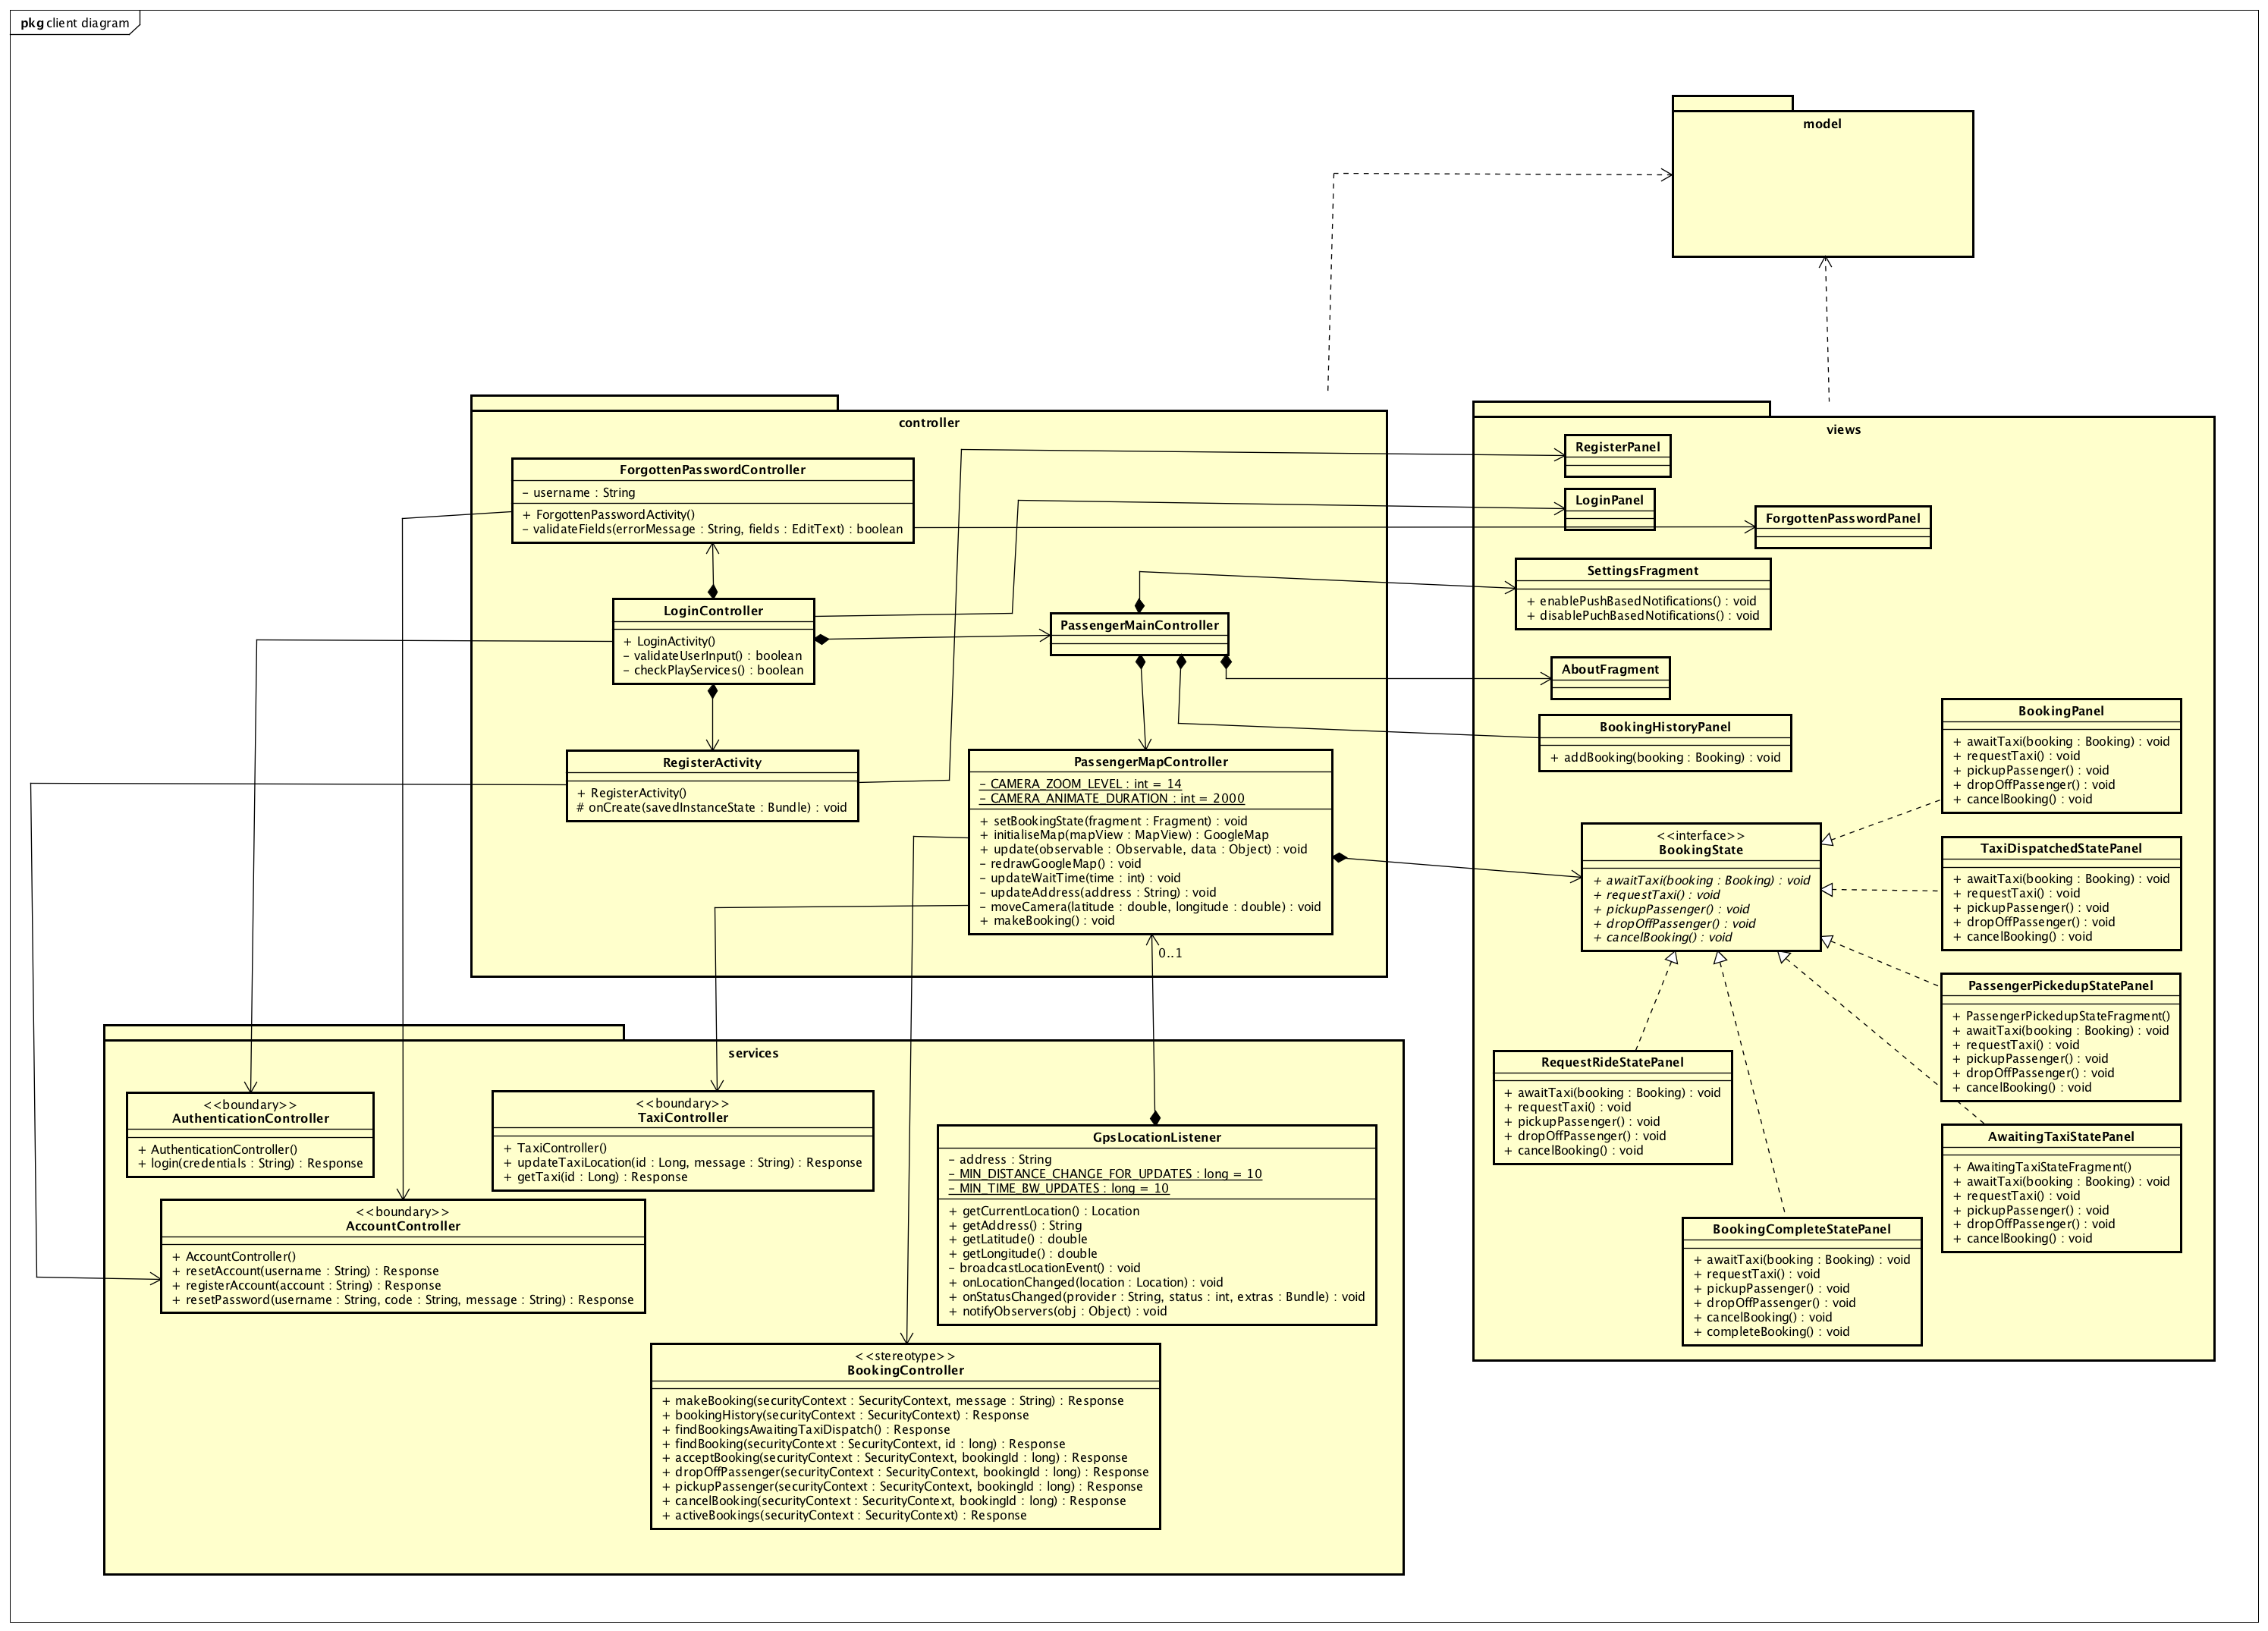 pkg client diagram
model
controller
ForgottenPasswordController
– username : String
+ ForgottenPasswordActivity()
– validateFields(errorMessage : String, fields : EditText) : boolean
LoginController
+ LoginActivity()
– validateUserInput() : boolean
– checkPlayServices() : boolean
PassengerMainController
RegisterActivity
+ RegisterActivity()
# onCreate(savedInstanceState : Bundle) : void
PassengerMapController
– CAMERA_ZOOM_LEVEL : int = 14
– CAMERA_ANIMATE_DURATION : int = 2000
+ setBookingState(fragment : Fragment) : void
+ initialiseMap(mapView : MapView) : GoogleMap
+ update(observable : Observable, data : Object) : void
– redrawGoogleMap() : void
– updateWaitTime(time : int) : void
– updateAddress(address : String) : void
– moveCamera(latitude : double, longitude : double) : void
+ makeBooking() : void
0..1
views
RegisterPanel
LoginPanel
ForgottenPasswordPanel
SettingsFragment
+ enablePushBasedNotifications() : void
+ disablePuchBasedNotifications() : void
AboutFragment
BookingHistoryPanel
+ addBooking(booking : Booking) : void
BookingPanel
+ awaitTaxi(booking : Booking) : void
+ requestTaxi() : void
+ pickupPassenger() : void
+ dropOffPassenger() : void
+ cancelBooking() : void
<<interface>>
BookingState
+ awaitTaxi(booking : Booking) : void
+ requestTaxi() : void
+ pickupPassenger() : void
+ dropOffPassenger() : void
+ cancelBooking() : void
TaxiDispatchedStatePanel
+ awaitTaxi(booking : Booking) : void
+ requestTaxi() : void
+ pickupPassenger() : void
+ dropOffPassenger() : void
+ cancelBooking() : void
PassengerPickedupStatePanel
+ PassengerPickedupStateFragment()
+ awaitTaxi(booking : Booking) : void
+ requestTaxi() : void
+ pickupPassenger() : void
+ dropOffPassenger() : void
+ cancelBooking() : void
RequestRideStatePanel
+ awaitTaxi(booking : Booking) : void
+ requestTaxi() : void
+ pickupPassenger() : void
+ dropOffPassenger() : void
+ cancelBooking() : void
AwaitingTaxiStatePanel
+ AwaitingTaxiStateFragment()
+ awaitTaxi(booking : Booking) : void
+ requestTaxi() : void
+ pickupPassenger() : void
+ dropOffPassenger() : void
+ cancelBooking() : void
BookingCompleteStatePanel
+ awaitTaxi(booking : Booking) : void
+ requestTaxi() : void
+ pickupPassenger() : void
+ dropOffPassenger() : void
+ cancelBooking() : void
+ completeBooking() : void
services
<<boundary>>
AuthenticationController
+ AuthenticationController()
+ login(credentials : String) : Response
<<boundary>>
TaxiController
+ TaxiController()
+ updateTaxiLocation(id : Long, message : String) : Response
+ getTaxi(id : Long) : Response
<<boundary>>
AccountController
+ AccountController()
+ resetAccount(username : String) : Response
+ registerAccount(account : String) : Response
+ resetPassword(username : String, code : String, message : String) : Response
GpsLocationListener
– address : String
– MIN_DISTANCE_CHANGE_FOR_UPDATES : long = 10
– MIN_TIME_BW_UPDATES : long = 10
+ getCurrentLocation() : Location
+ getAddress() : String
+ getLatitude() : double
+ getLongitude() : double
– broadcastLocationEvent() : void
+ onLocationChanged(location : Location) : void
+ onStatusChanged(provider : String, status : int, extras : Bundle) : void
+ notifyObservers(obj : Object) : void
<<stereotype>>
BookingController
+ makeBooking(securityContext : SecurityContext, message : String) : Response
+ bookingHistory(securityContext : SecurityContext) : Response
+ findBookingsAwaitingTaxiDispatch() : Response
+ findBooking(securityContext : SecurityContext, id : long) : Response
+ acceptBooking(securityContext : SecurityContext, bookingId : long) : Response
+ dropOffPassenger(securityContext : SecurityContext, bookingId : long) : Response
+ pickupPassenger(securityContext : SecurityContext, bookingId : long) : Response
+ cancelBooking(securityContext : SecurityContext, bookingId : long) : Response
+ activeBookings(securityContext : SecurityContext) : Response